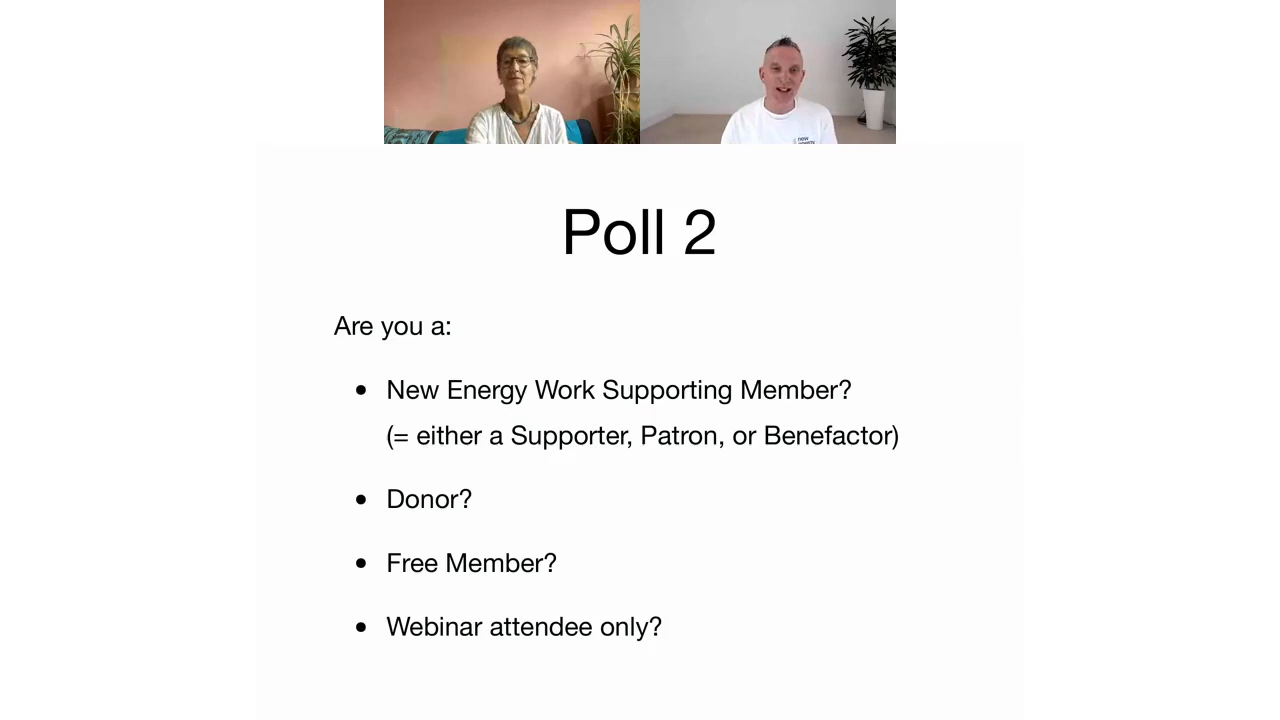 new
Poll 2
Are you a:
• New Energy Work Supporting Member?
(= either a Supporter, Patron, or Benefactor)
• Donor?
• Free Member?
• Webinar attendee only?